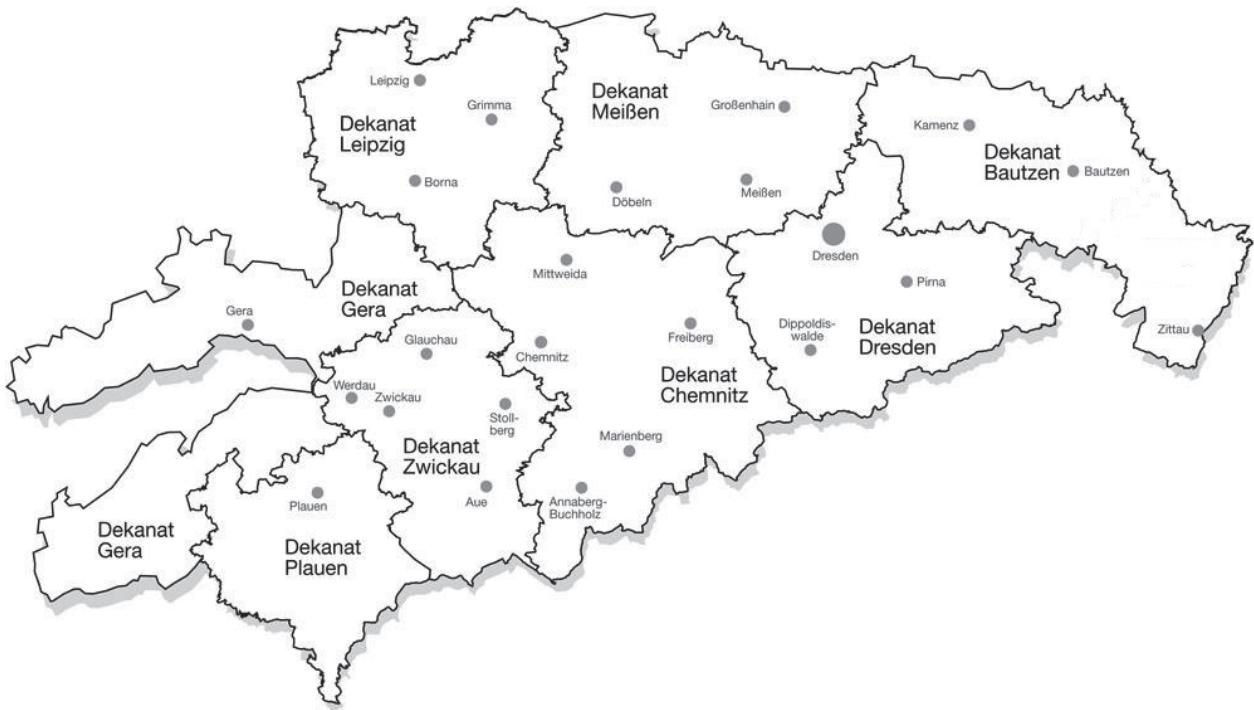 Leipzig
Grimma
Dekanat
Leipzig
Borna
Dekanat
Meißen
Großenhain
Döbeln
Meißen
Kamenz
Dekanat
Bautzen
Bautzen
Zittau
Dresden
Pirna
Dippoldis-
walde
Dekanat
Dresden
Mittweida
Chemnitz
Freiberg
Dekanat
Chemnitz
Marienberg
Annaberg-
Buchholz
Dekanat
Gera
Gera
Glauchau
Werdau
Zwickau
Stoll-
berg
Dekanat
Zwickau
Aue
Plauen
Dekanat
Plauen
Dekanat
Gera